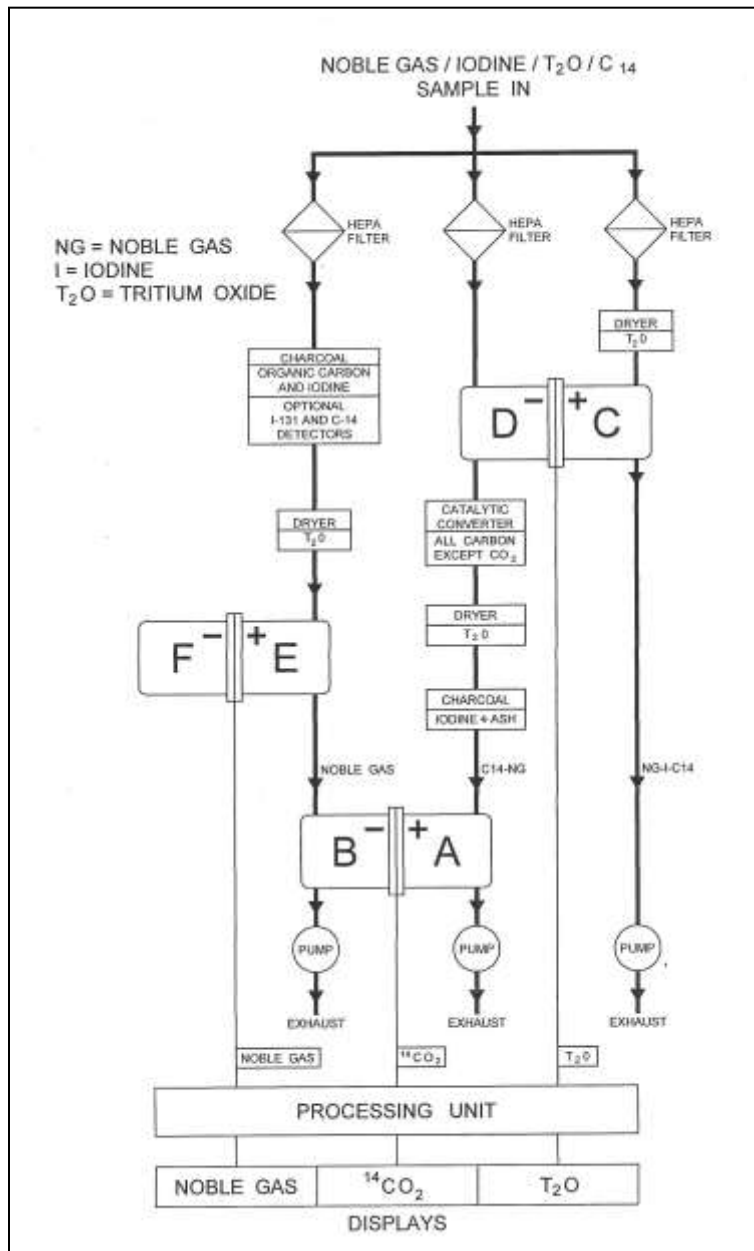 NOBLE GAS / IODINE / T₂O / C ₁₄
SAMPLE IN
HEPA
FILTER
HEPA
FILTER
HEPA
FILTER
NG = NOBLE GAS
I = IODINE
T₂O = TRITIUM OXIDE
DRYER
T₂O
CHARCOAL
ORGANIC CARBON
AND IODINE
OPTIONAL
I-131 AND C-14
DETECTORS
D - + C
CATALYTIC
CONVERTER
ALL CARBON
EXCEPT CO₂
DRYER
T₂O
DRYER
T₂O
F - + E
CHARCOAL
IODINE + ASH
NOBLE GAS
C14-NG
NG-I-C14
B - + A
PUMP
PUMP
PUMP
EXHAUST
EXHAUST
EXHAUST
NOBLE GAS
¹⁴CO₂
T₂O
PROCESSING UNIT
NOBLE GAS
¹⁴CO₂
T₂O
DISPLAYS